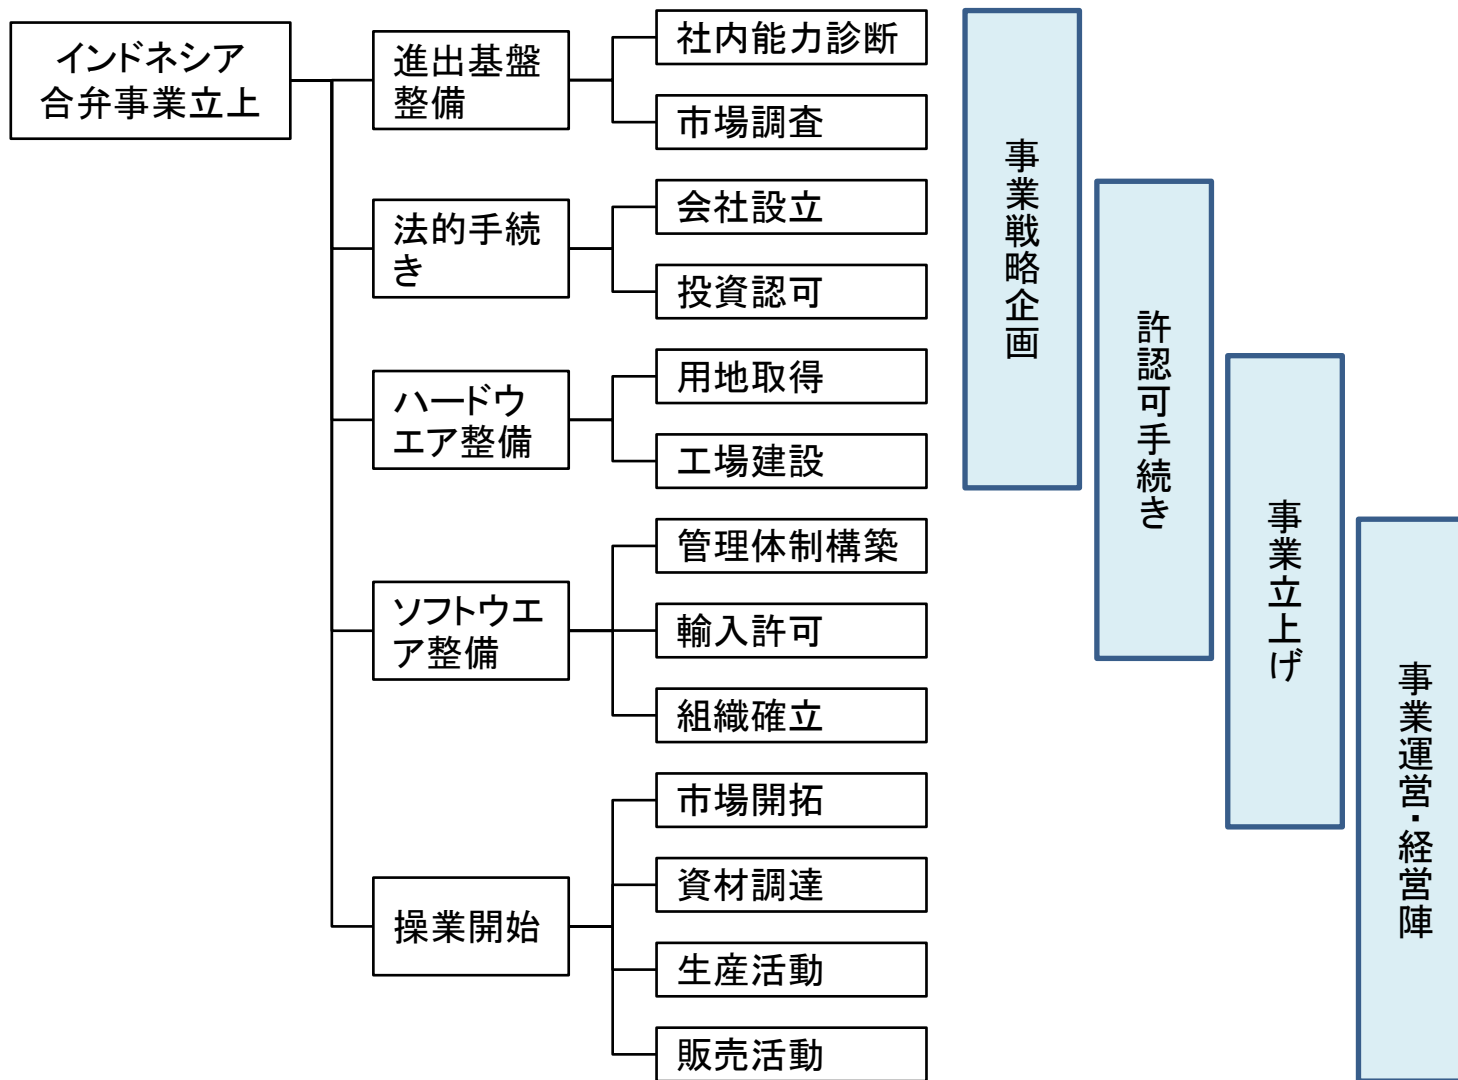 インドネシア
合弁事業立上
進出基盤
整備
社内能力診断
市場調査
法的手続
き
会社設立
投資認可
ハードウ
エア整備
用地取得
工場建設
ソフトウエ
ア整備
管理体制構築
輸入許可
組織確立
操業開始
市場開拓
資材調達
生産活動
販売活動
事業戦略企画
許認可手続き
事業立上げ
事業運営・経営陣